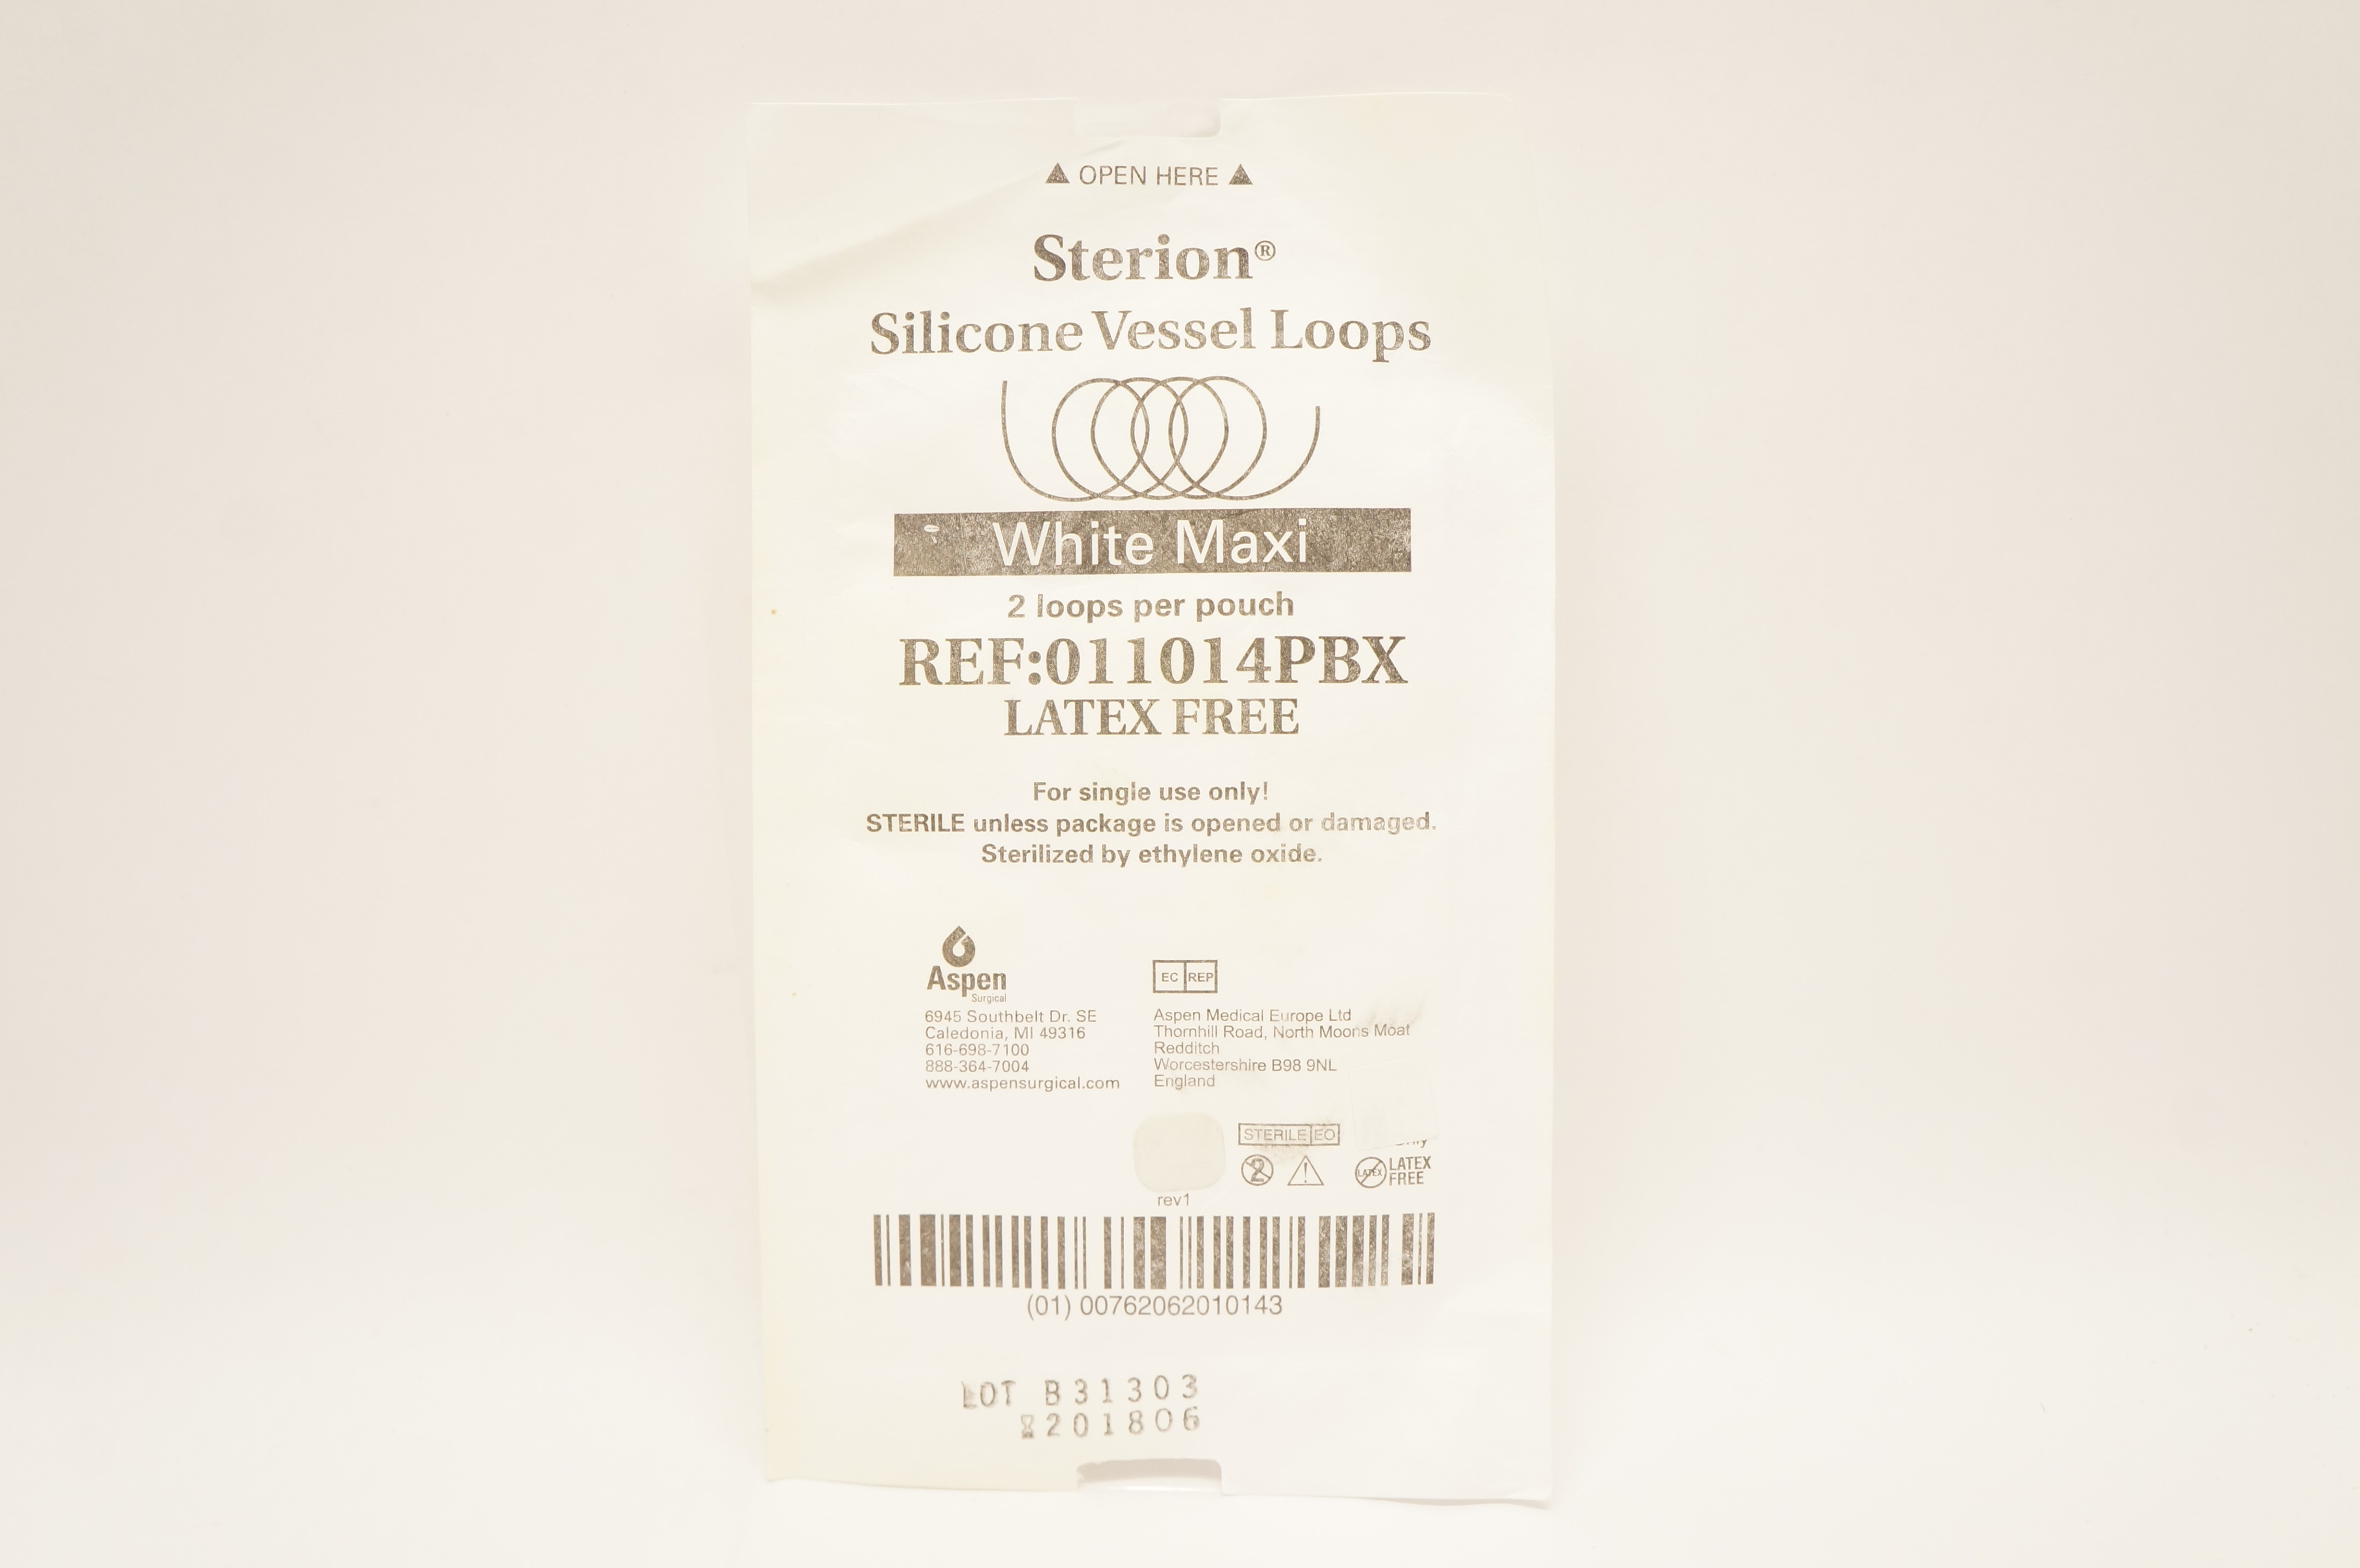 ▲ OPEN HERE ▲
Sterion®
Silicone Vessel Loops
White Maxi
2 loops per pouch
REF:011014PBX
LATEX FREE
For single use only!
STERILE unless package is opened or damaged.
Sterilized by ethylene oxide.
Aspen
Surgical
6945 Southbelt Dr. SE
Caledonia, MI 49316
616-698-7100
888-364-7004
www.aspensurgical.com
EC REP
Aspen Medical Europe Ltd
Thornhill Road, North Moons Moat
Redditch
Worcestershire B98 9NL
England
STERILE EO
2
LATEX
LATEX
FREE
rev1
(01) 00762062010143
LOT B31303
201806